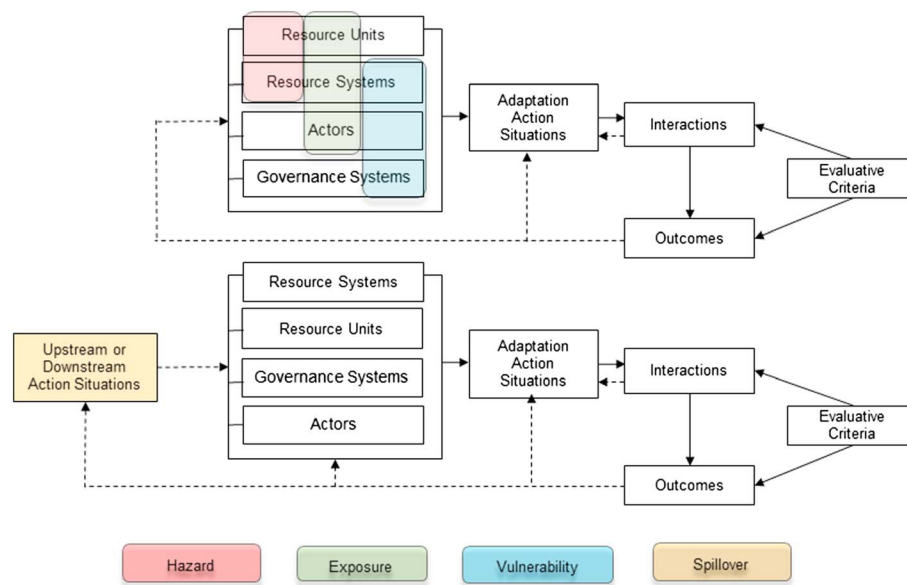 Resource Units
Resource Systems
Actors
Governance Systems
Adaptation
Action
Situations
Interactions
Evaluative
Criteria
Outcomes
Resource Systems
Resource Units
Governance Systems
Actors
Upstream or
Downstream
Action Situations
Adaptation
Action
Situations
Interactions
Evaluative
Criteria
Outcomes
Hazard
Exposure
Vulnerability
Spillover